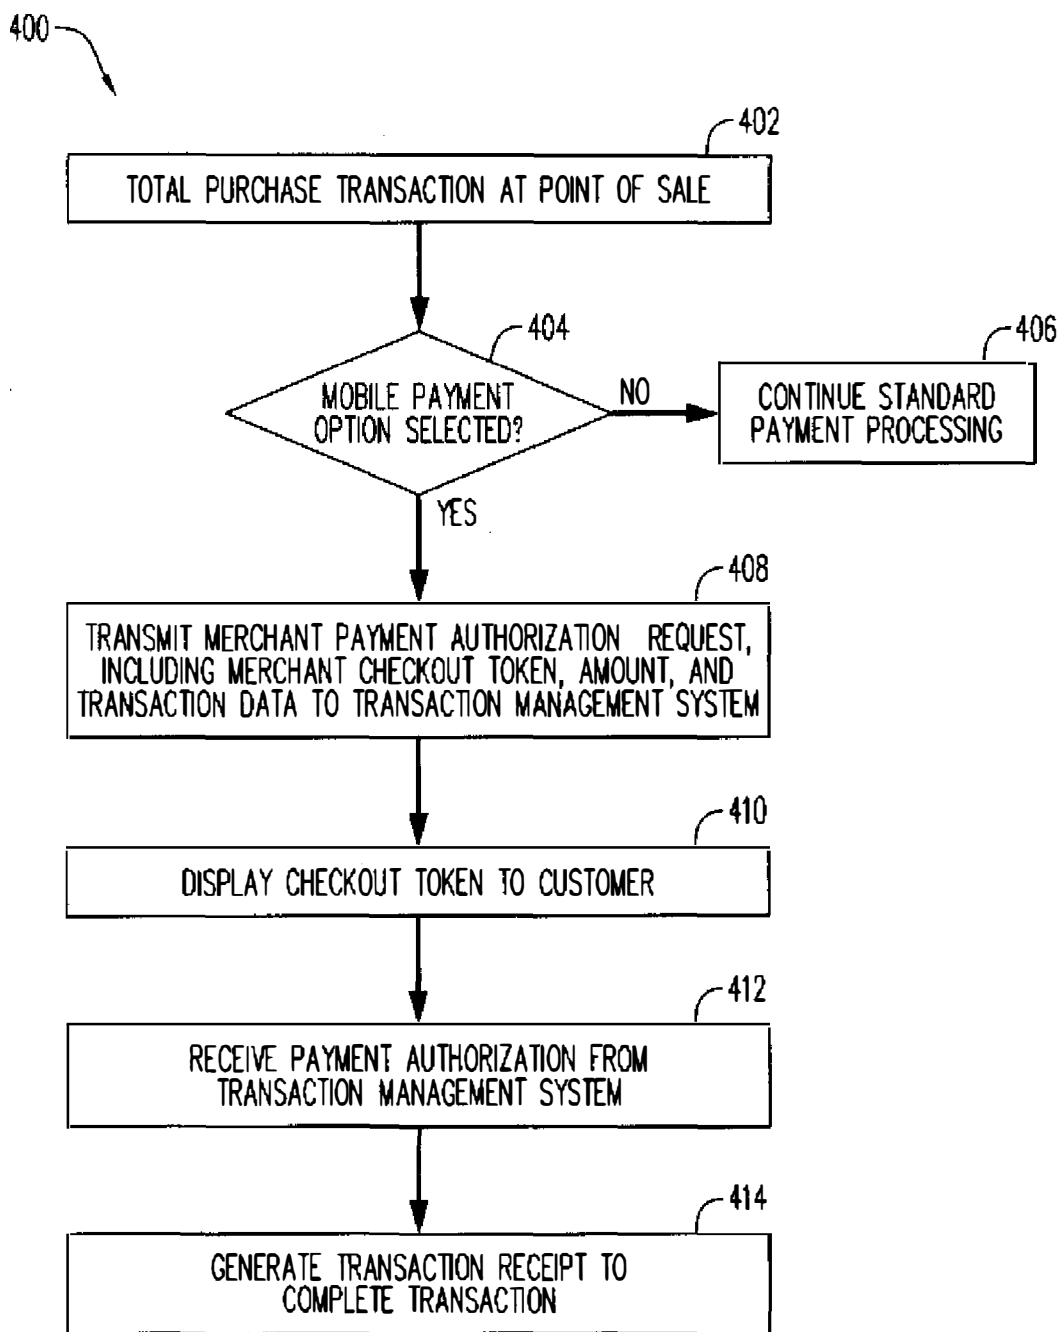 400
402
TOTAL PURCHASE TRANSACTION AT POINT OF SALE
404
MOBILE PAYMENT
OPTION SELECTED?
NO
406
CONTINUE STANDARD
PAYMENT PROCESSING
YES
408
TRANSMIT MERCHANT PAYMENT AUTHORIZATION REQUEST,
INCLUDING MERCHANT CHECKOUT TOKEN, AMOUNT, AND
TRANSACTION DATA TO TRANSACTION MANAGEMENT SYSTEM
410
DISPLAY CHECKOUT TOKEN TO CUSTOMER
412
RECEIVE PAYMENT AUTHORIZATION FROM
TRANSACTION MANAGEMENT SYSTEM
414
GENERATE TRANSACTION RECEIPT TO
COMPLETE TRANSACTION